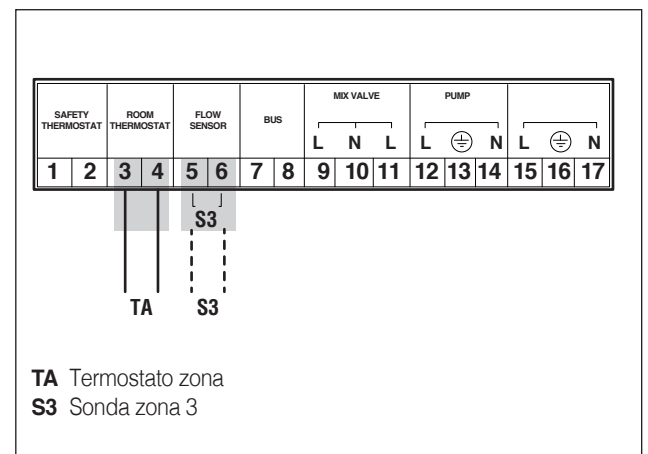 SAFETY THERMOSTAT ROOM THERMOSTAT FLOW SENSOR BUS MIX VALVE PUMP
L N L L N L N
1 2 3 4 5 6 7 8 9 10 11 12 13 14 15 16 17
S3
TA S3
TA Termostato zona
S3 Sonda zona 3